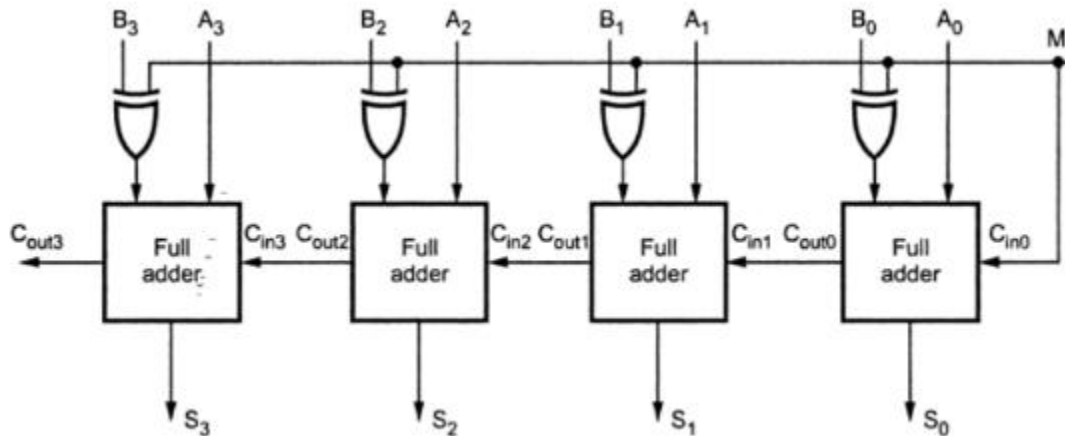 B3 A3 B2 A2 B1 A1 B0 A0 M
Cout3 Full adder Cin3 Cout2 Full adder Cin2 Cout1 Full adder Cin1 Cout0 Full adder Cin0
S3 S2 S1 S0